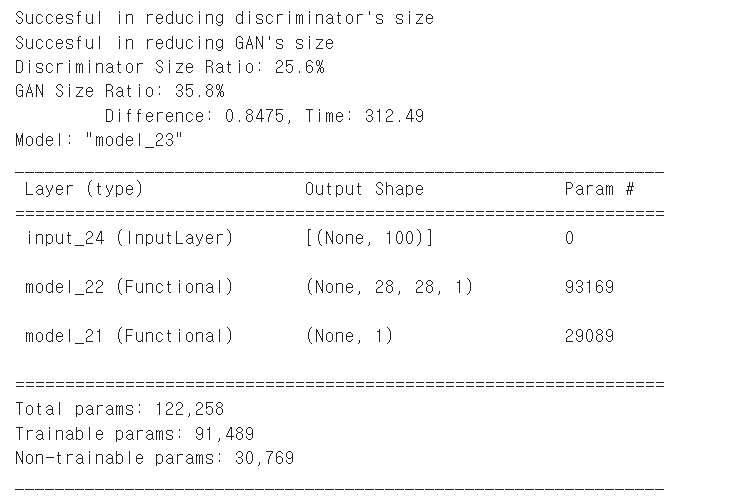 Succesful in reducing discriminator's size
Succesful in reducing GAN's size
Discriminator Size Ratio: 25.6%
GAN Size Ratio: 35.8%
Difference: 0.8475, Time: 312.49
Model: "model_23"
_________________________________________________________________
Layer (type) Output Shape Param #
=================================================================
input_24 (InputLayer) [(None, 100)] 0
model_22 (Functional) (None, 28, 28, 1) 93169
model_21 (Functional) (None, 1) 29089
=================================================================
Total params: 122,258
Trainable params: 91,489
Non-trainable params: 30,769
_________________________________________________________________